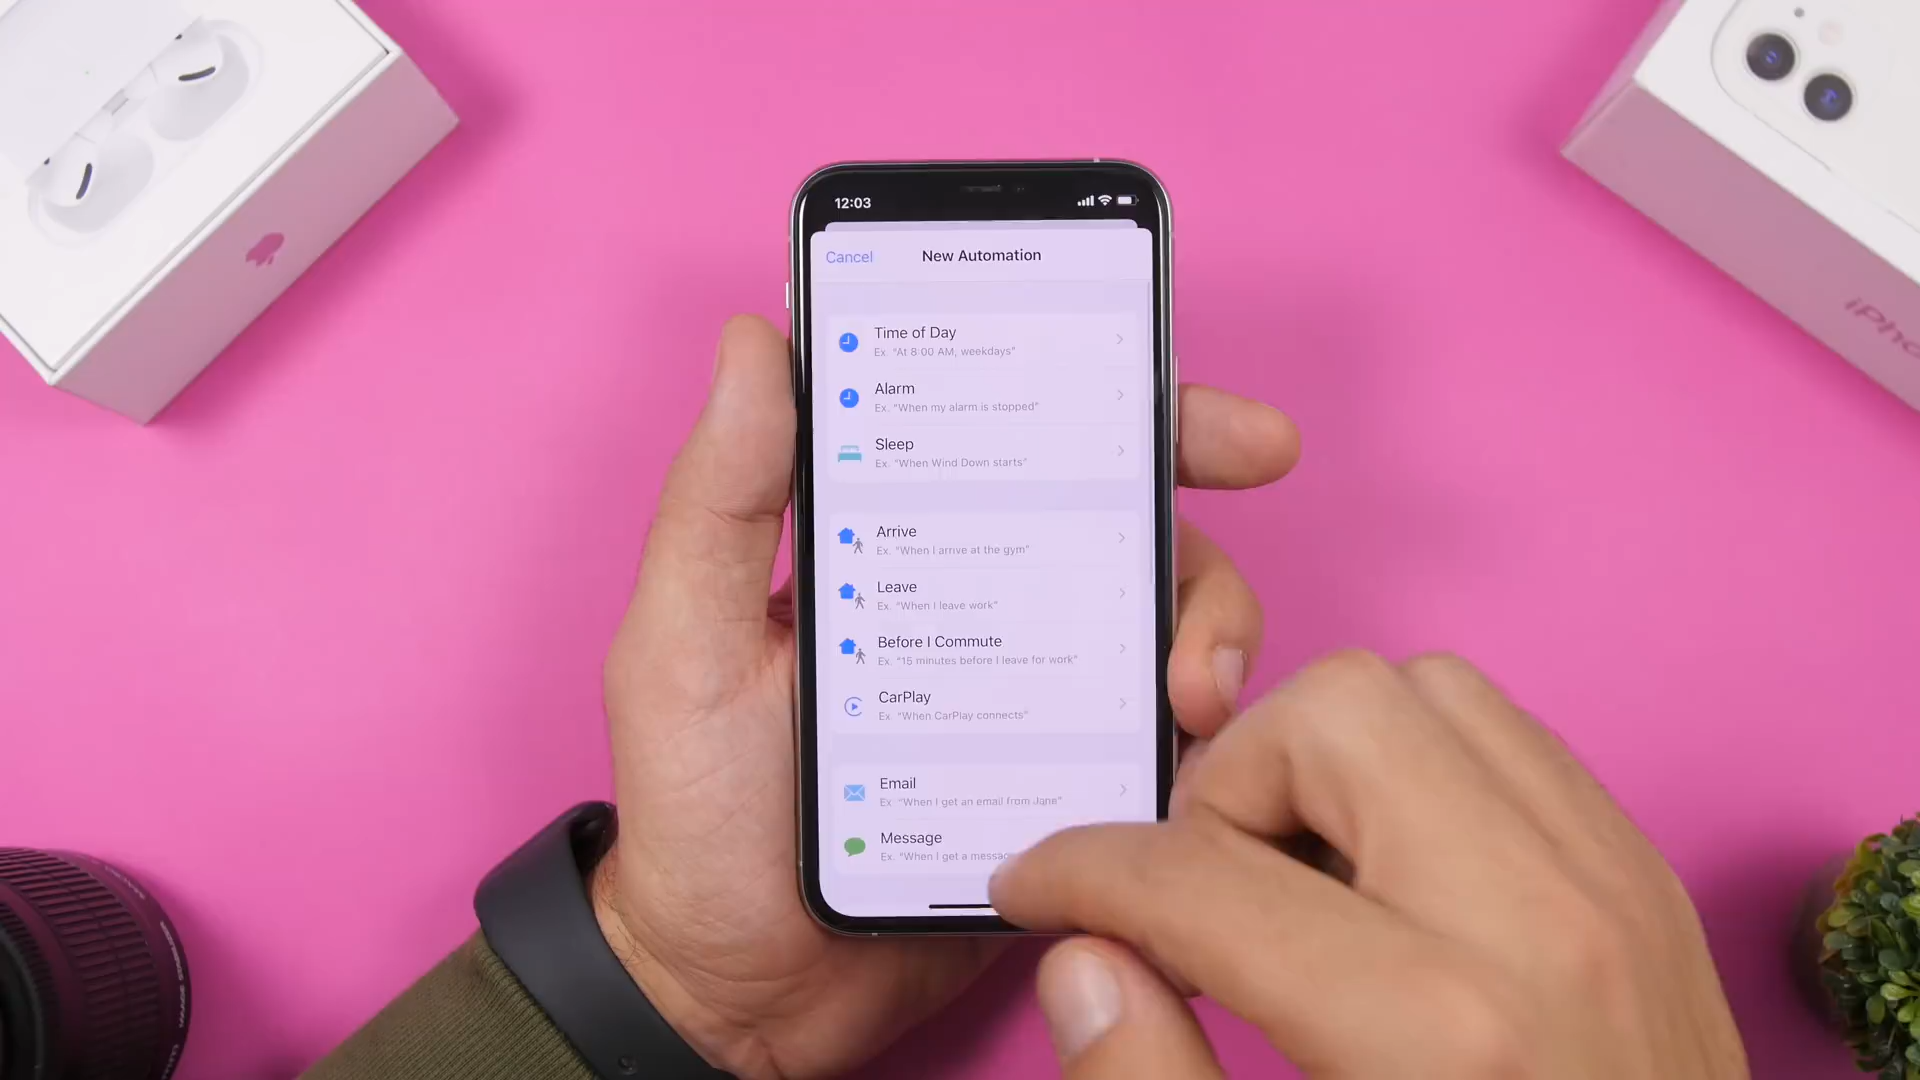 12:03
Cancel
New Automation
Time of Day
Ex. "At 8:00 AM, weekdays"
Alarm
Ex. "When my alarm is stopped"
Sleep
Ex. "When Wind Down starts"
Arrive
Ex. "When I arrive at the gym"
Leave
Ex. "When I leave work"
Before I Commute
Ex. "15 minutes before I leave for work"
CarPlay
Ex. "When CarPlay connects"
Email
Ex. "When I get an email from Jane"
Message
Ex. "When I get a messag
iPho